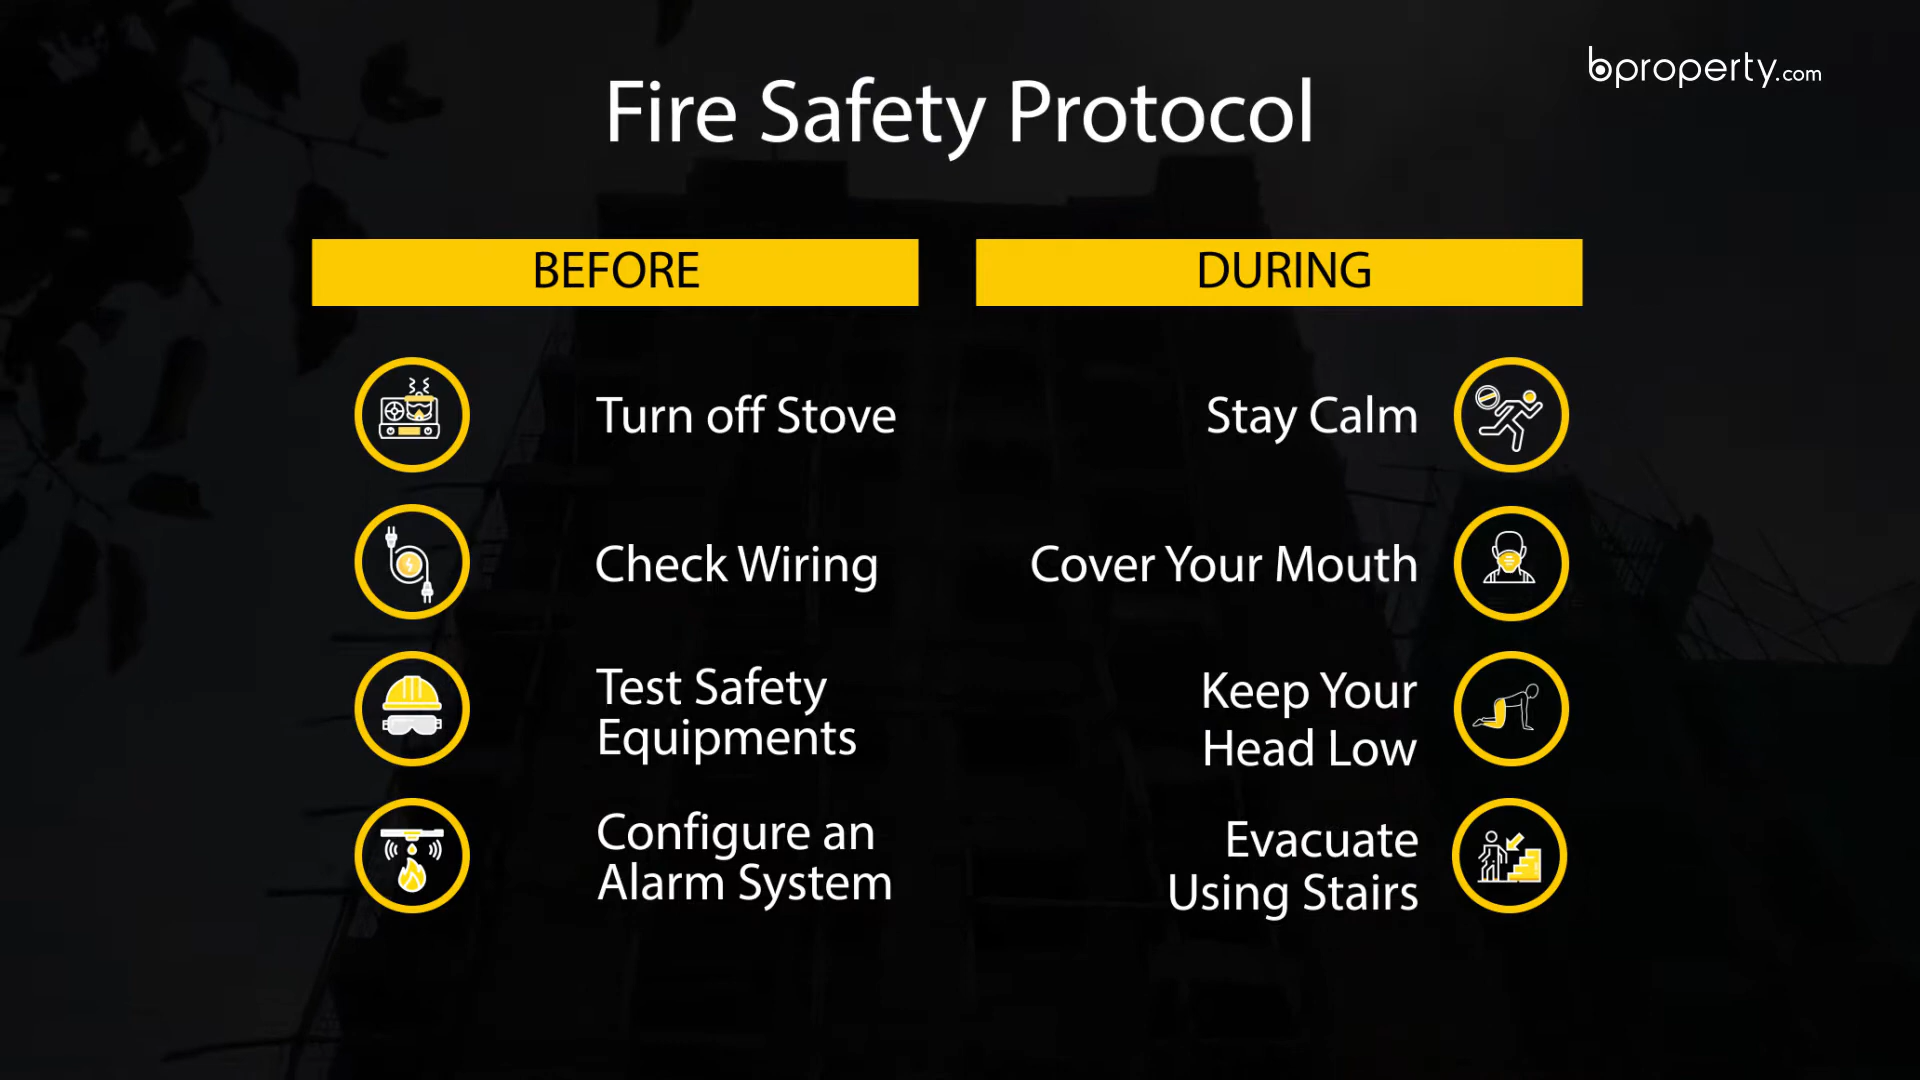 bproperty.com
Fire Safety Protocol
BEFORE
Turn off Stove
Check Wiring
Test Safety
Equipments
Configure an
Alarm System
DURING
Stay Calm
Cover Your Mouth
Keep Your
Head Low
Evacuate
Using Stairs